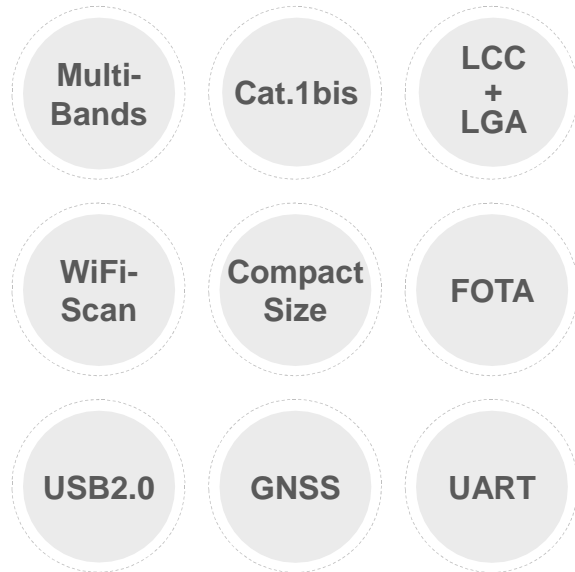 Multi-
Bands
Cat.1bis
LCC
+
LGA
WiFi-
Scan
Compact
Size
FOTA
USB2.0
GNSS
UART